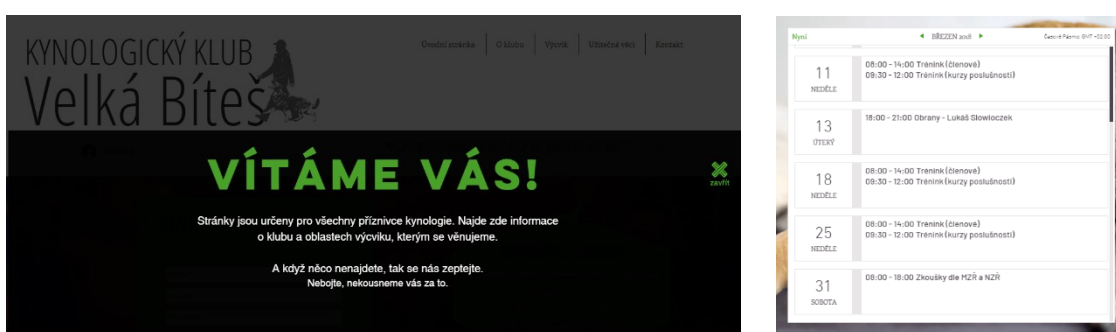 KYNOLOGICKÝ KLUB
Velká Bíteš
Úvodní stránka
O klubu
Výcvik
Užitečné věci
Kontakt
VÍTÁME VÁS!
zavřít
Stránky jsou určeny pro všechny příznivce kynologie. Najde zde informace
o klubu a oblastech výcviku, kterým se věnujeme.
A když něco nenajdete, tak se nás zeptejte.
Nebojte, nekousneme vás za to.
Nyní
BŘEZEN 2018
Časové Pásmo: GMT +02:00
11
NEDĚLE
08:00 - 14:00 Trénink (členové)
09:30 - 12:00 Trénink (kurzy poslušnosti)
13
ÚTERÝ
18:00 - 21:00 Obrany - Lukáš Slowioczek
18
NEDĚLE
08:00 - 14:00 Trénink (členové)
09:30 - 12:00 Trénink (kurzy poslušnosti)
25
NEDĚLE
08:00 - 14:00 Trénink (členové)
09:30 - 12:00 Trénink (kurzy poslušnosti)
31
SOBOTA
08:00 - 18:00 Zkoušky dle MZŘ a NZŘ